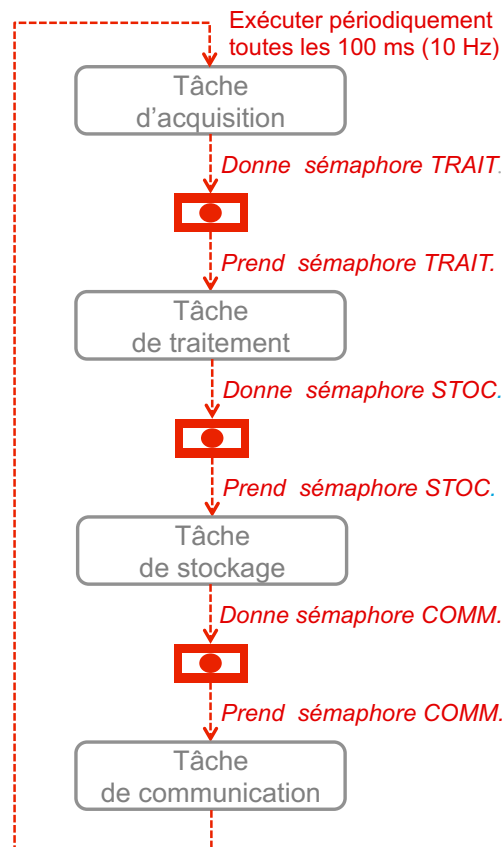 Exécuter périodiquement
toutes les 100 ms (10 Hz)
Tâche
d’acquisition
Donne sémaphore TRAIT.
Prend sémaphore TRAIT.
Tâche
de traitement
Donne sémaphore STOC.
Prend sémaphore STOC.
Tâche
de stockage
Donne sémaphore COMM.
Prend sémaphore COMM.
Tâche
de communication